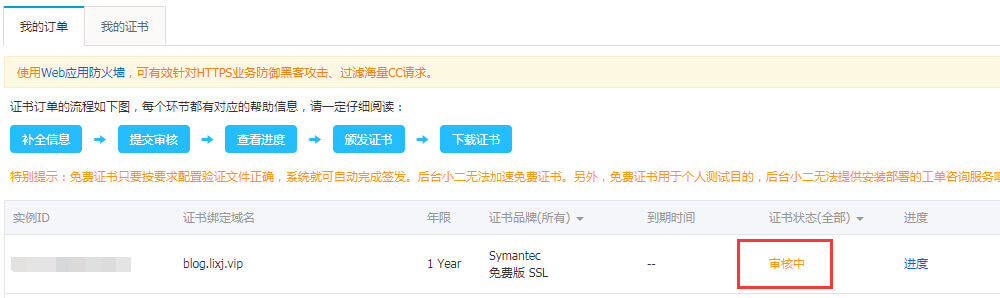 我的订单 我的证书
使用Web应用防火墙，可有效针对HTTPS业务防御黑客攻击、过滤海量CC请求。
证书订单的流程如下图，每个环节都有对应的帮助信息，请一定仔细阅读：
补全信息 提交审核 查看进度 颁发证书 下载证书
特别提示：免费证书只要按要求配置验证文件正确，系统就可自动完成签发。后台小二无法加速免费证书。另外，免费证书用于个人测试目的，后台小二无法提供安装部署的工单咨询服务
实例ID 证书绑定域名 年限 证书品牌(所有) 到期时间 证书状态(全部) 进度
blog.lixj.vip 1 Year Symantec -- 审核中 进度
免费版 SSL